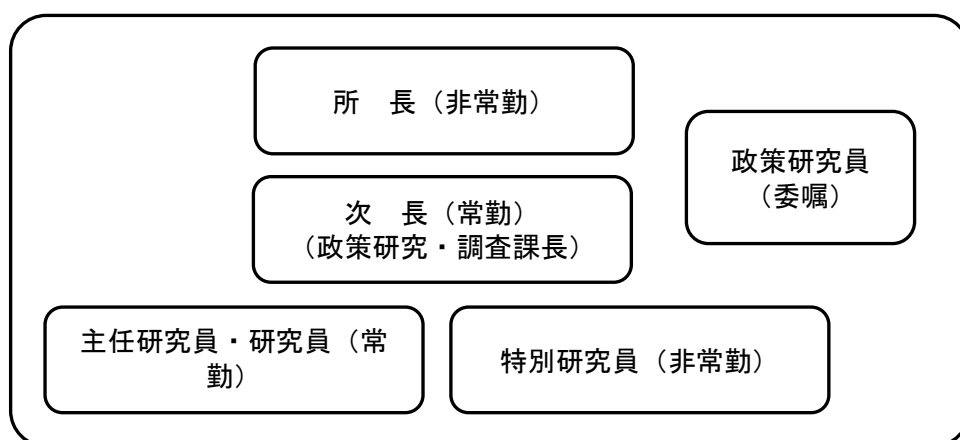 所　長（非常勤）
政策研究員
（委嘱）
次　長（常勤）
（政策研究・調査課長）
主任研究員・研究員（常
勤）
特別研究員（非常勤）